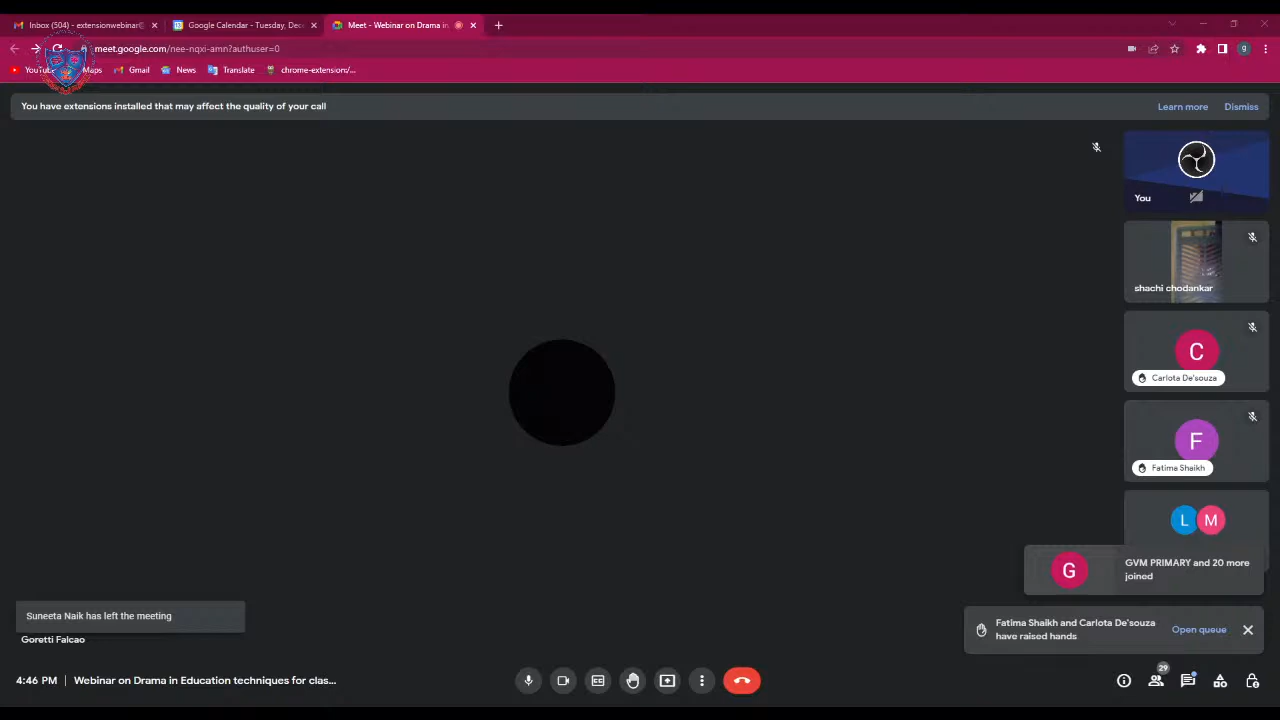 Inbox (504) - extensionwebinar@
Google Calendar - Tuesday, Dec
Meet - Webinar on Drama in
meet.google.com/nee-nqxi-amn?authuser=0
g
YouTu
Maps
Gmail
News
Translate
chrome-extension/...
You have extensions installed that may affect the quality of your call
Learn more
Dismiss
You
shachi chodankar
C
Carlota De'souza
F
Fatima Shaikh
L
M
G
GVM PRIMARY and 20 more
joined
Suneeta Naik has left the meeting
Goretti Falcao
Fatima Shaikh and Carlota De'souza
have raised hands
Open queue
4:46 PM | Webinar on Drama in Education techniques for clas...
29